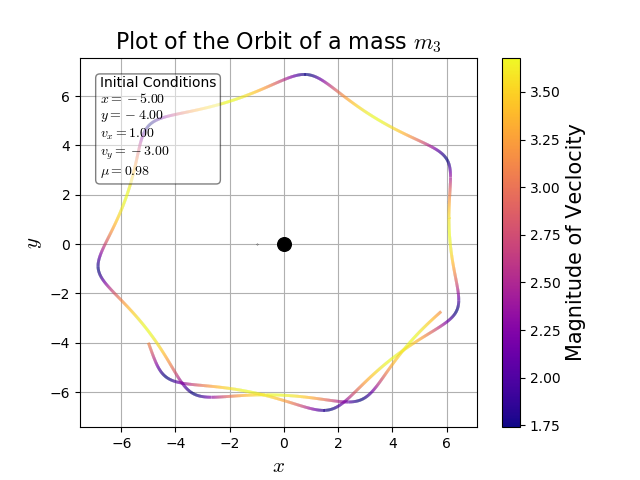 Plot of the Orbit of a mass m₃
Initial Conditions
x = −5.00
y = −4.00
vₓ = 1.00
v_y = −3.00
μ = 0.98
6
4
2
0
−2
−4
−6
y
−6
−4
−2
0
2
4
6
x
3.50
3.25
3.00
2.75
2.50
2.25
2.00
1.75
Magnitude of Veclocity